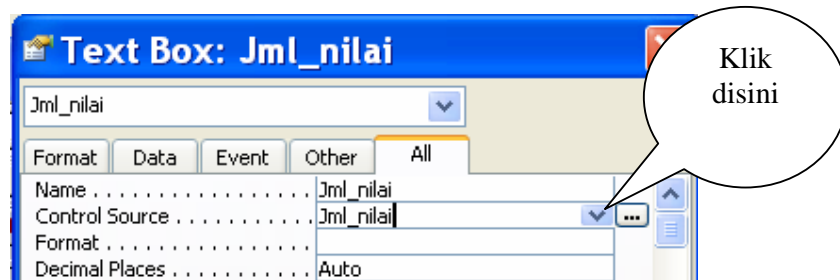 Text Box: Jml_nilai
Klik
disini
Jml_nilai
Format Data Event Other All
Name . . . . . . . . . . . . . . . . . . Jml_nilai
Control Source . . . . . . . . . . . Jml_nilai ...
Format . . . . . . . . . . . . . . . . .
Decimal Places . . . . . . . . . . . Auto